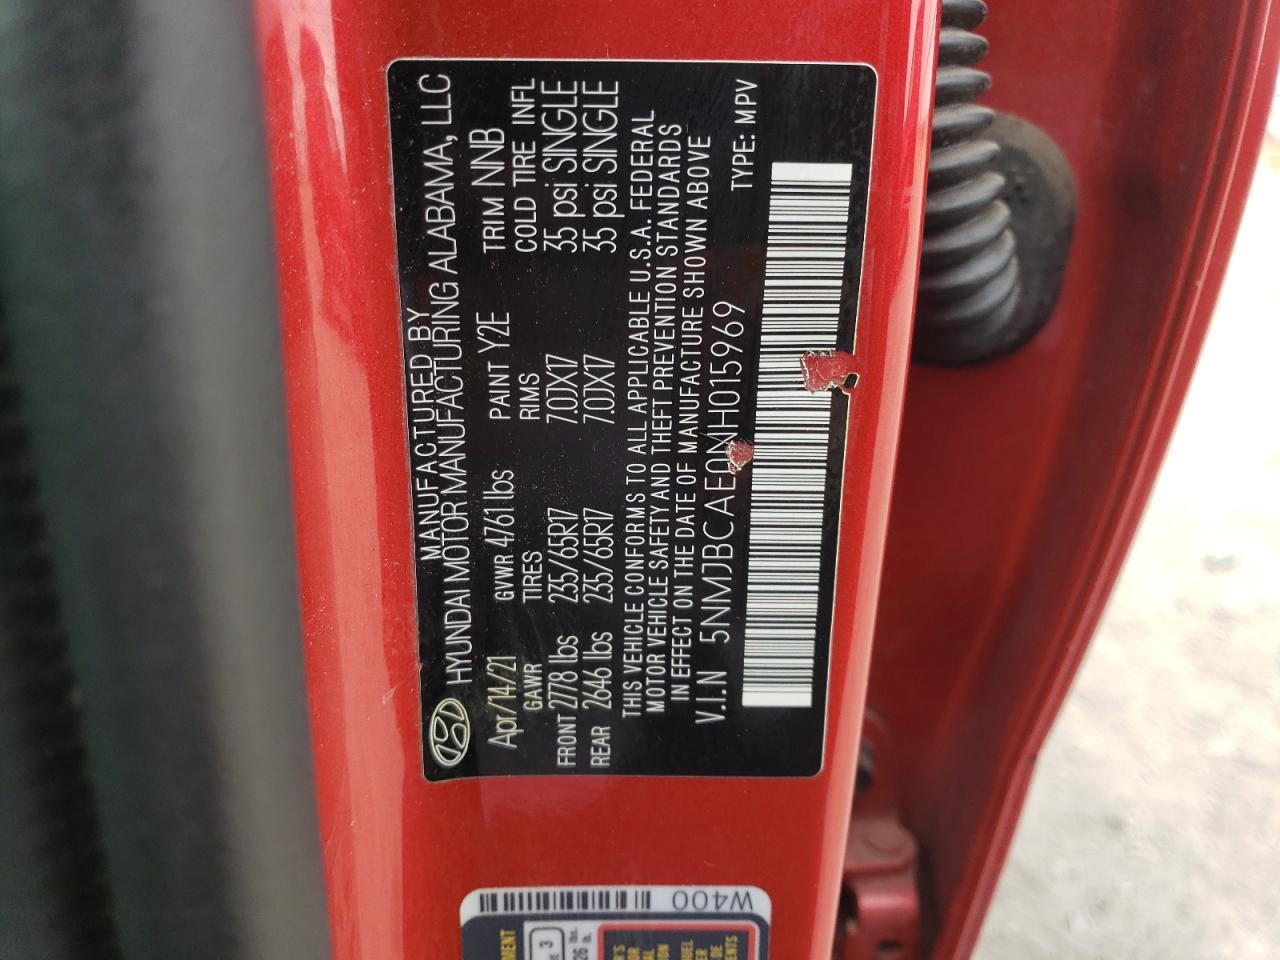 MANUFACTURED BY
HYUNDAI MOTOR MANUFACTURING ALABAMA, LLC
Apr/14/21 GVWR 4761 lbs PAINT Y2E TRIM NNB
GAWR TIRES RIMS COLD TIRE INFL
FRONT 2778 lbs 235/65R17 7.0JX17 35 psi SINGLE
REAR 2646 lbs 235/65R17 7.0JX17 35 psi SINGLE
THIS VEHICLE CONFORMS TO ALL APPLICABLE U.S.A. FEDERAL
MOTOR VEHICLE SAFETY AND THEFT PREVENTION STANDARDS
IN EFFECT ON THE DATE OF MANUFACTURE SHOWN ABOVE
V.I.N 5NMJBCAE0NH015969
TYPE: MPV
W400
3